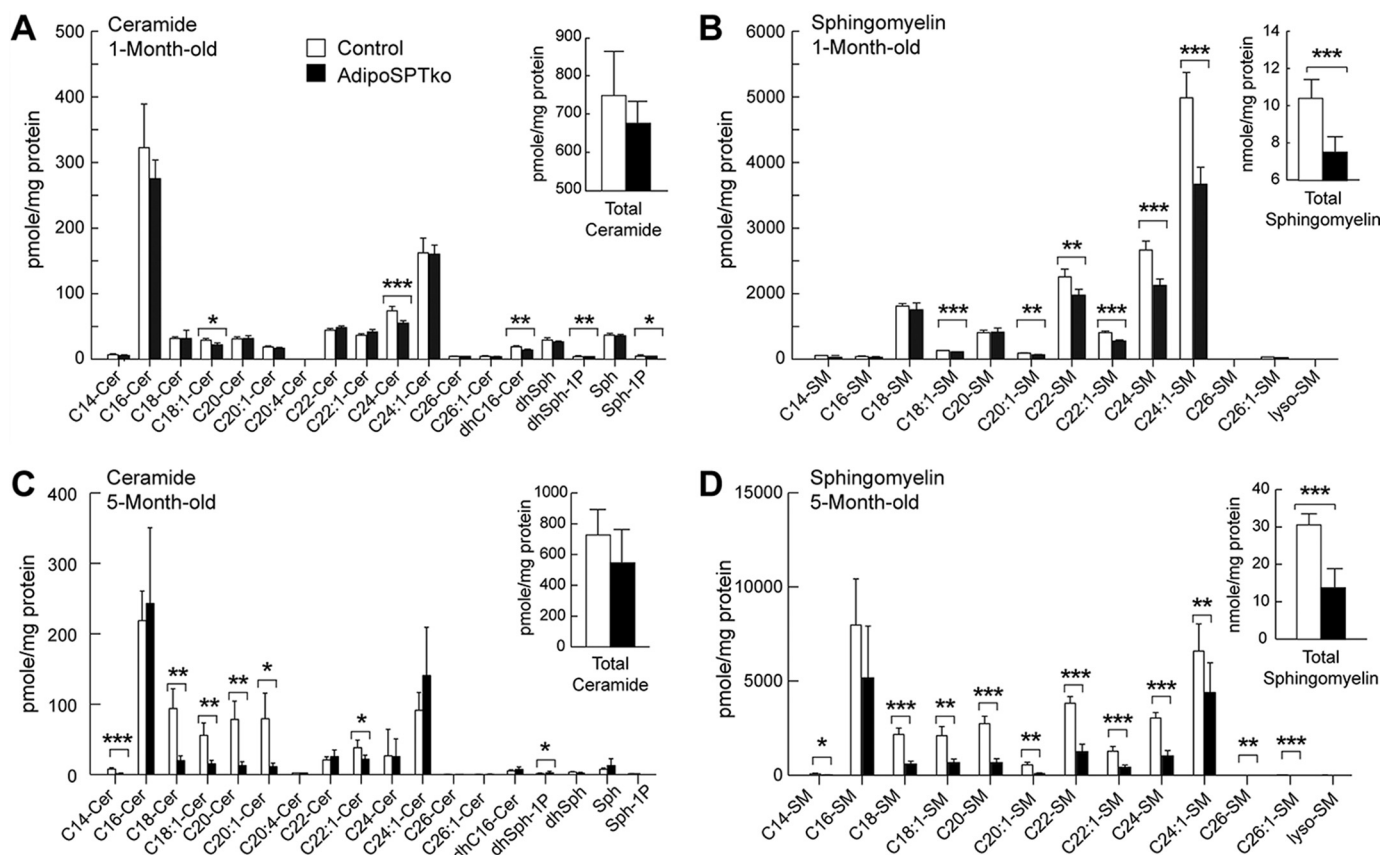 A
Ceramide
1-Month-old
Control
AdipoSPTko
pmole/mg protein
500
400
300
200
100
0
*
***
**
**
*
C14-Cer
C16-Cer
C18-Cer
C18:1-Cer
C20-Cer
C20:1-Cer
C20:4-Cer
C22-Cer
C22:1-Cer
C24-Cer
C24:1-Cer
C26-Cer
C26:1-Cer
dhC16-Cer
dhSph
dhSph-1P
Sph
Sph-1P
pmole/mg protein
900
800
700
600
500
Total
Ceramide
B
Sphingomyelin
1-Month-old
pmole/mg protein
6000
5000
4000
3000
2000
1000
0
***
**
**
***
***
***
C14-SM
C16-SM
C18-SM
C18:1-SM
C20-SM
C20:1-SM
C22-SM
C22:1-SM
C24-SM
C24:1-SM
C26-SM
C26:1-SM
lyso-SM
nmole/mg protein
14
12
10
8
6
***
Total
Sphingomyelin
C
Ceramide
5-Month-old
pmole/mg protein
400
300
200
100
0
***
**
**
**
*
*
*
C14-Cer
C16-Cer
C18-Cer
C18:1-Cer
C20-Cer
C20:1-Cer
C20:4-Cer
C22-Cer
C22:1-Cer
C24-Cer
C24:1-Cer
C26-Cer
C26:1-Cer
dhC16-Cer
dhSph-1P
dhSph
Sph
Sph-1P
pmole/mg protein
1000
800
600
400
200
0
Total
Ceramide
D
Sphingomyelin
5-Month-old
pmole/mg protein
15000
10000
5000
0
*
***
**
***
**
***
***
***
**
**
***
C14-SM
C16-SM
C18-SM
C18:1-SM
C20-SM
C20:1-SM
C22-SM
C22:1-SM
C24-SM
C24:1-SM
C26-SM
C26:1-SM
lyso-SM
nmole/mg protein
40
30
20
10
0
***
Total
Sphingomyelin